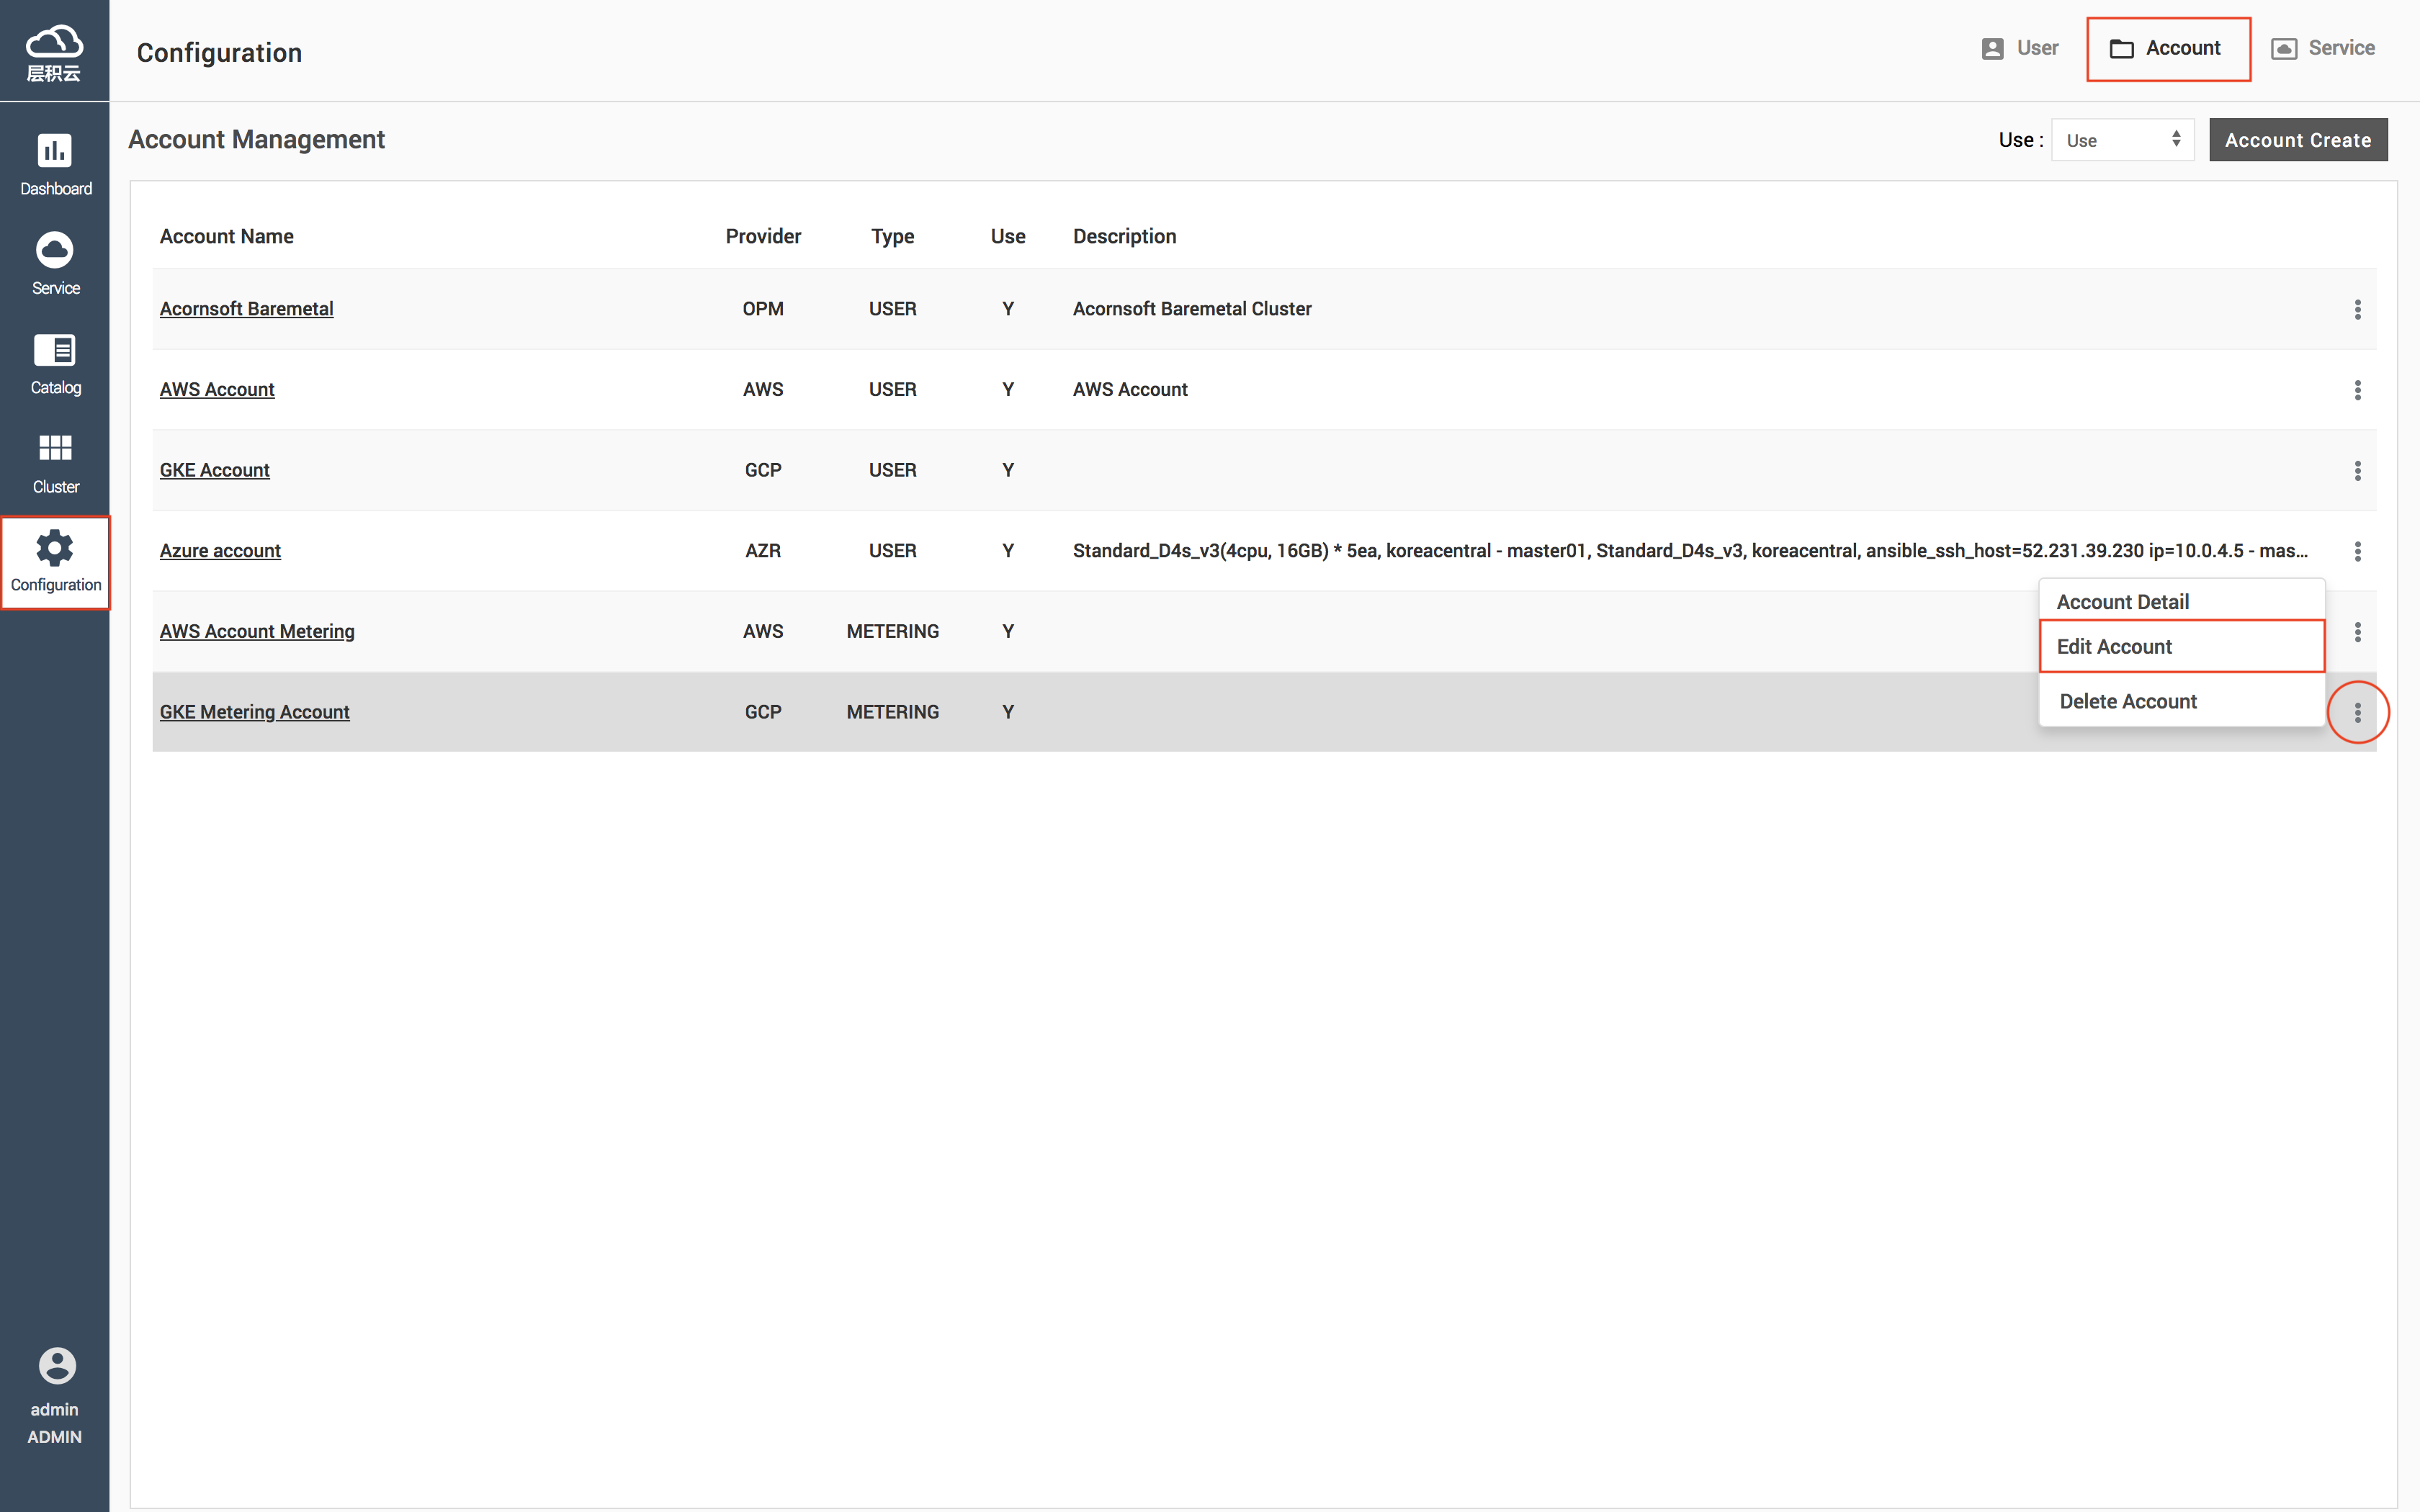 层积云
Configuration
User
Account
Service
Dashboard
Service
Catalog
Cluster
Configuration
admin
ADMIN
Account Management
Use :
Use
Account Create
Account Name Provider Type Use Description
Acornsoft Baremetal OPM USER Y Acornsoft Baremetal Cluster
AWS Account AWS USER Y AWS Account
GKE Account GCP USER Y
Azure account AZR USER Y Standard_D4s_v3(4cpu, 16GB) * 5ea, koreacentral - master01, Standard_D4s_v3, koreacentral, ansible_ssh_host=52.231.39.230 ip=10.0.4.5 - mas...
AWS Account Metering AWS METERING Y
GKE Metering Account GCP METERING Y
Account Detail
Edit Account
Delete Account